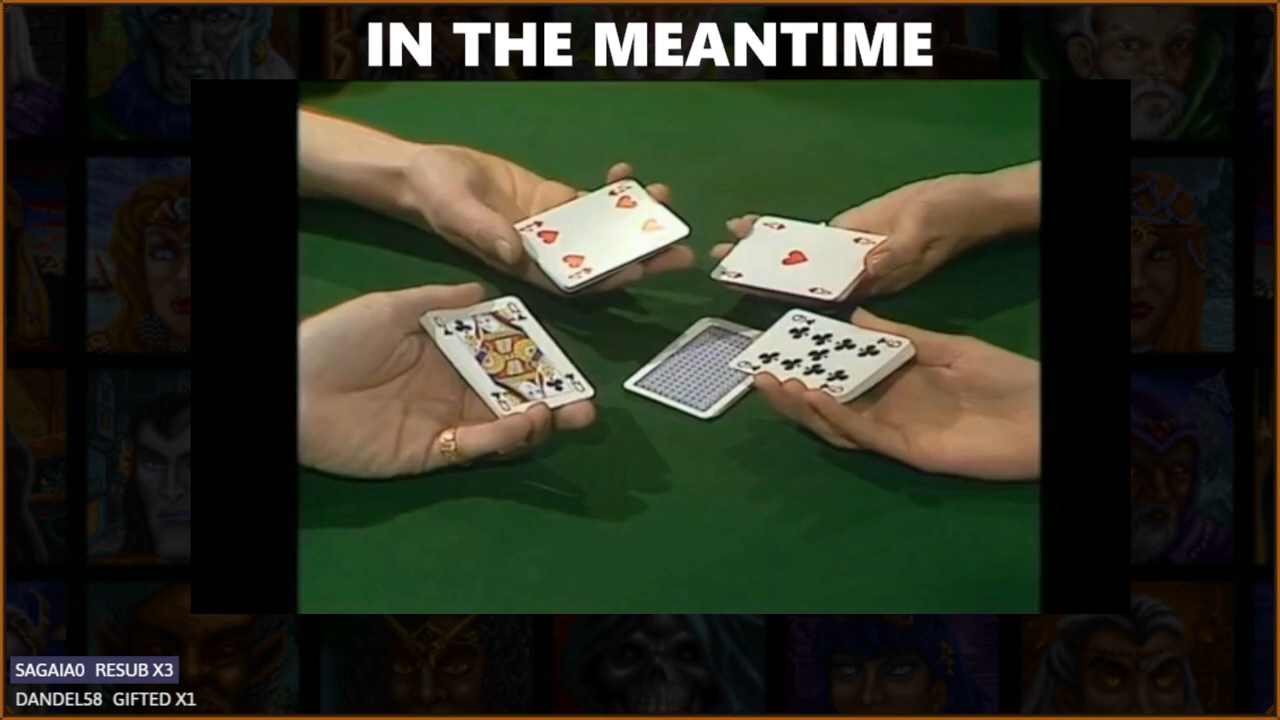 IN THE MEANTIME
SAGAIA0 RESUB X3
DANDEL58 GIFTED X1